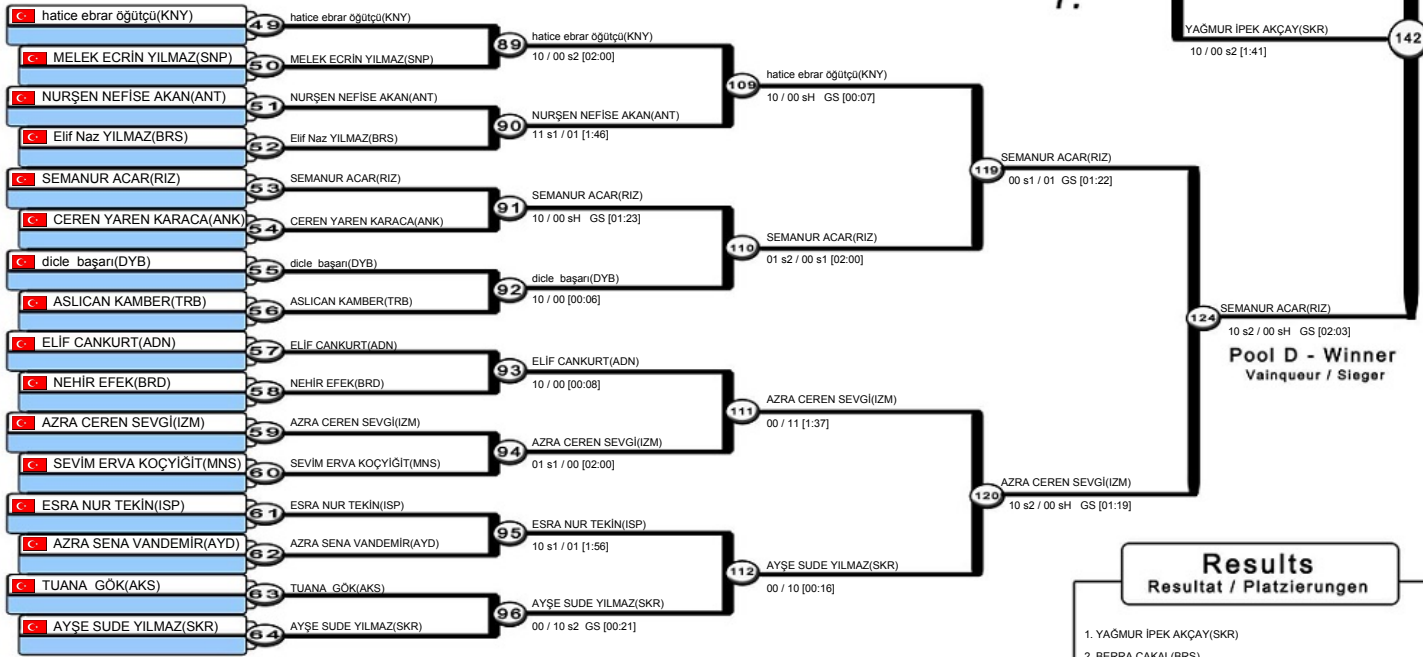 hatice ebrar öğütçü(KNY)
MELEK ECRİN YILMAZ(SNP)
NURŞEN NEFİSE AKAN(ANT)
Elif Naz YILMAZ(BRS)
SEMANUR ACAR(RIZ)
CEREN YAREN KARACA(ANK)
dicle başarı(DYB)
ASLICAN KAMBER(TRB)
ELİF CANKURT(ADN)
NEHİR EFEK(BRD)
AZRA CEREN SEVGİ(IZM)
SEVİM ERVA KOÇYİĞİT(MNS)
ESRA NUR TEKİN(ISP)
AZRA SENA VANDEMİR(AYD)
TUANA GÖK(AKS)
AYŞE SUDE YILMAZ(SKR)
49 hatice ebrar öğütçü(KNY)
50 MELEK ECRİN YILMAZ(SNP)
51 NURŞEN NEFİSE AKAN(ANT)
52 Elif Naz YILMAZ(BRS)
53 SEMANUR ACAR(RIZ)
54 CEREN YAREN KARACA(ANK)
55 dicle başarı(DYB)
56 ASLICAN KAMBER(TRB)
57 ELİF CANKURT(ADN)
58 NEHİR EFEK(BRD)
59 AZRA CEREN SEVGİ(IZM)
60 SEVİM ERVA KOÇYİĞİT(MNS)
61 ESRA NUR TEKİN(ISP)
62 AZRA SENA VANDEMİR(AYD)
63 TUANA GÖK(AKS)
64 AYŞE SUDE YILMAZ(SKR)
89 hatice ebrar öğütçü(KNY)
10 / 00 s2 [02:00]
90 NURŞEN NEFİSE AKAN(ANT)
11 s1 / 01 [1:46]
91 SEMANUR ACAR(RIZ)
10 / 00 sH GS [01:23]
92 dicle başarı(DYB)
10 / 00 [00:06]
93 ELİF CANKURT(ADN)
10 / 00 [00:08]
94 AZRA CEREN SEVGİ(IZM)
01 s1 / 00 [02:00]
95 ESRA NUR TEKİN(ISP)
10 s1 / 01 [1:56]
96 AYŞE SUDE YILMAZ(SKR)
00 / 10 s2 GS [00:21]
109 hatice ebrar öğütçü(KNY)
10 / 00 sH GS [00:07]
110 SEMANUR ACAR(RIZ)
01 s2 / 00 s1 [02:00]
111 AZRA CEREN SEVGİ(IZM)
00 / 11 [1:37]
112 AYŞE SUDE YILMAZ(SKR)
00 / 10 [00:16]
119 SEMANUR ACAR(RIZ)
00 s1 / 01 GS [01:22]
120 AZRA CEREN SEVGİ(IZM)
10 s2 / 00 sH GS [01:19]
124 SEMANUR ACAR(RIZ)
10 s2 / 00 sH GS [02:03]
Pool D - Winner
Vainqueur / Sieger
YAĞMUR İPEK AKÇAY(SKR)
10 / 00 s2 [1:41]
142
Results
Resultat / Platzierungen
1. YAĞMUR İPEK AKÇAY(SKR)